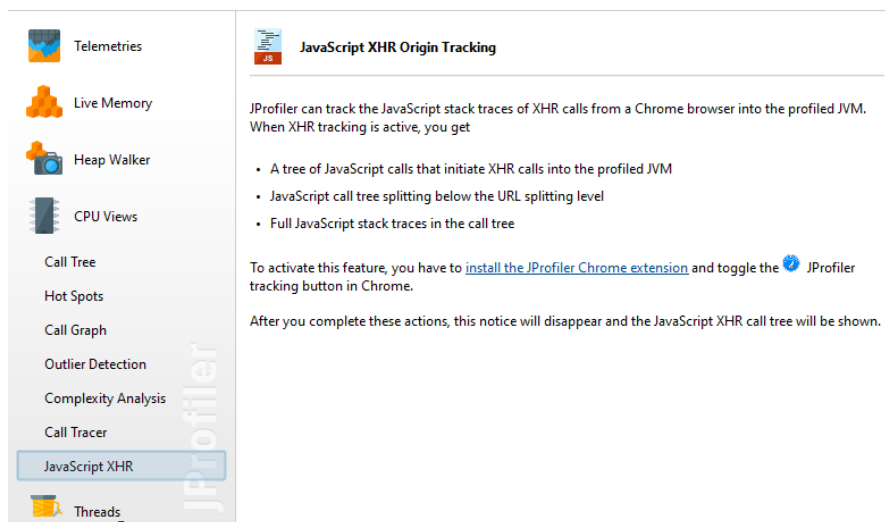 Telemetries
Live Memory
Heap Walker
CPU Views
Call Tree
Hot Spots
Call Graph
Outlier Detection
Complexity Analysis
Call Tracer
JavaScript XHR
Threads
JProfiler
JS
JavaScript XHR Origin Tracking
JProfiler can track the JavaScript stack traces of XHR calls from a Chrome browser into the profiled JVM.
When XHR tracking is active, you get
• A tree of JavaScript calls that initiate XHR calls into the profiled JVM
• JavaScript call tree splitting below the URL splitting level
• Full JavaScript stack traces in the call tree
To activate this feature, you have to install the JProfiler Chrome extension and toggle the JProfiler
tracking button in Chrome.
After you complete these actions, this notice will disappear and the JavaScript XHR call tree will be shown.